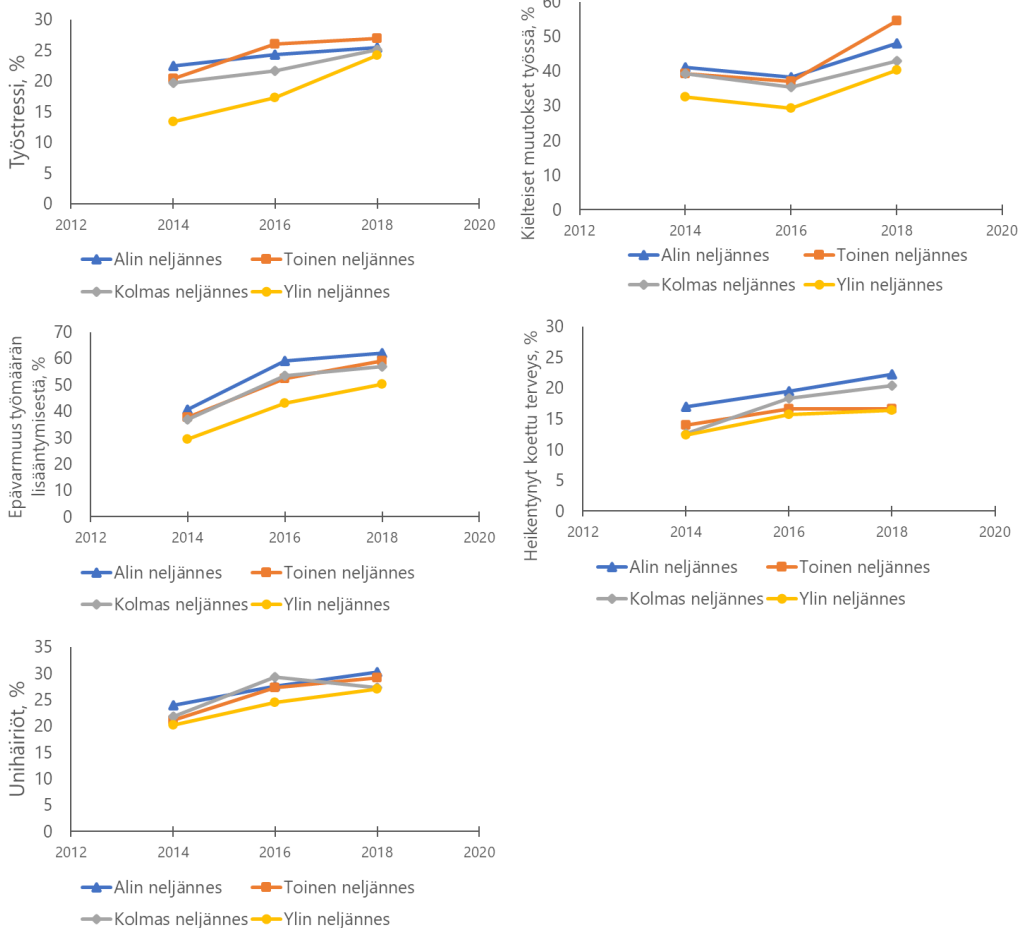 Työstressi, %
30
25
20
15
10
5
0
2012 2014 2016 2018 2020
Alin neljännes Toinen neljännes
Kolmas neljännes Ylin neljännes
Kielteiset muutokset työssä, %
60
50
40
30
20
10
0
2012 2014 2016 2018 2020
Alin neljännes Toinen neljännes
Kolmas neljännes Ylin neljännes
Epävarmuus työmäärän
lisääntymisestä, %
70
60
50
40
30
20
10
0
2012 2014 2016 2018 2020
Alin neljännes Toinen neljännes
Kolmas neljännes Ylin neljännes
Heikentynyt koettu terveys, %
30
25
20
15
10
5
0
2012 2014 2016 2018 2020
Alin neljännes Toinen neljännes
Kolmas neljännes Ylin neljännes
Unihäiriöt, %
35
30
25
20
15
10
5
0
2012 2014 2016 2018 2020
Alin neljännes Toinen neljännes
Kolmas neljännes Ylin neljännes